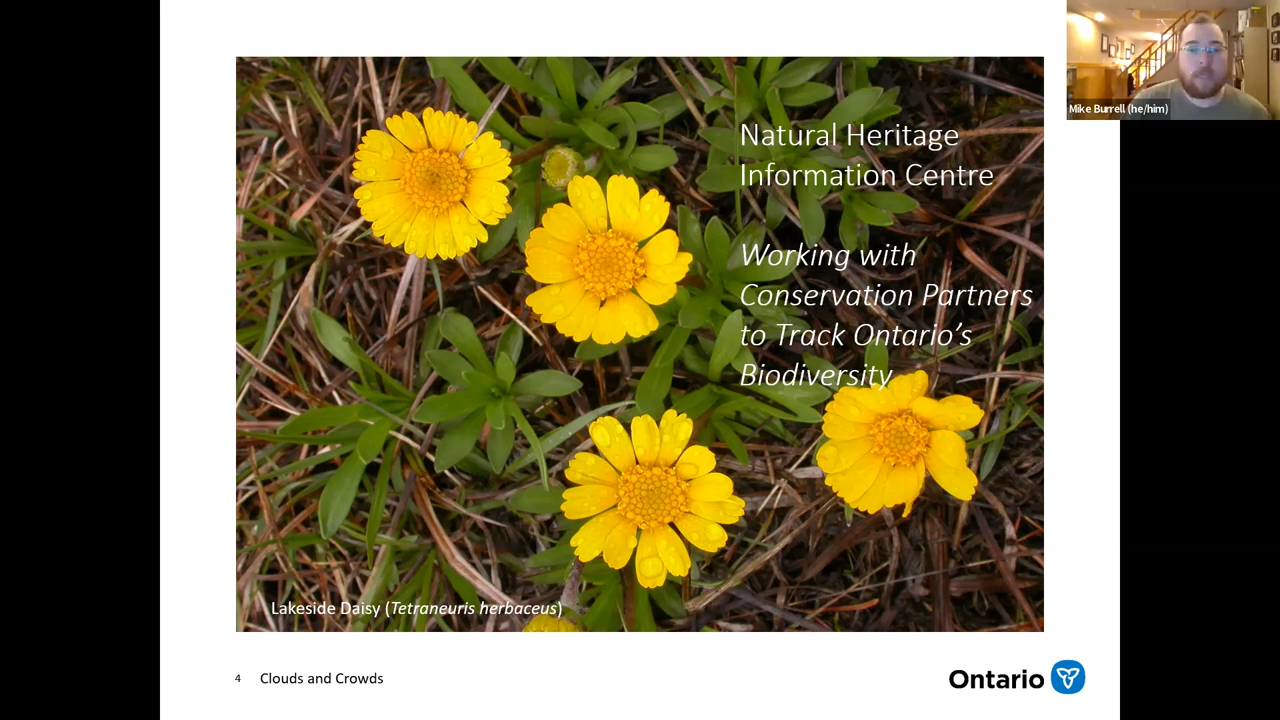 Mike Burrell (he/him)
Natural Heritage
Information Centre
Working with
Conservation Partners
to Track Ontario's
Biodiversity
Lakeside Daisy (Tetraneuris herbaceus)
4 Clouds and Crowds
Ontario